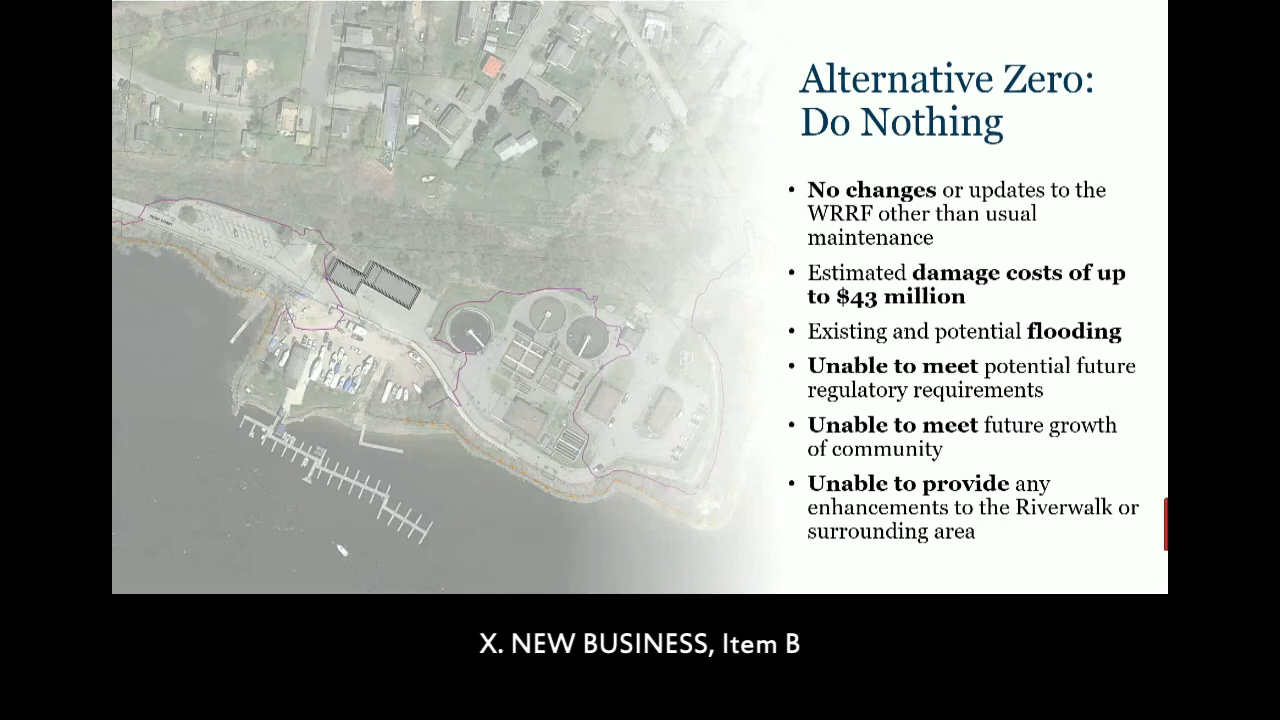 Alternative Zero:
Do Nothing
• No changes or updates to the
WRRF other than usual
maintenance
• Estimated damage costs of up
to $43 million
• Existing and potential flooding
• Unable to meet potential future
regulatory requirements
• Unable to meet future growth
of community
• Unable to provide any
enhancements to the Riverwalk or
surrounding area
X. NEW BUSINESS, Item B